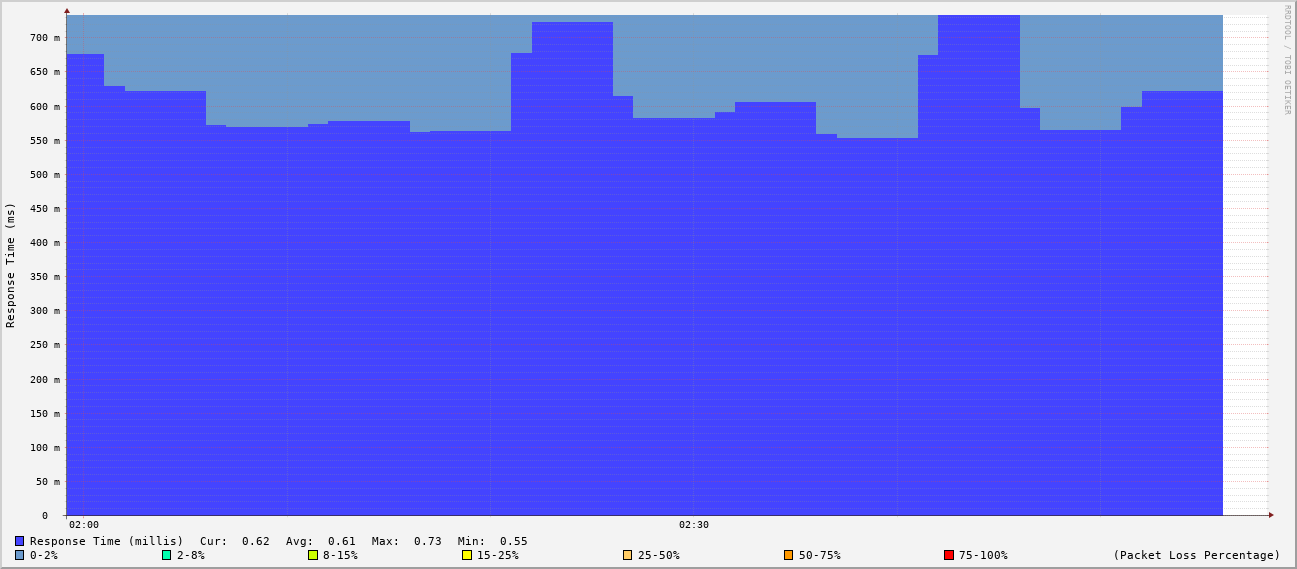 RRDTOOL / TOBI OETIKER
Response Time (ms)
700 m
650 m
600 m
550 m
500 m
450 m
400 m
350 m
300 m
250 m
200 m
150 m
100 m
50 m
0
02:00 02:30
Response Time (millis) Cur: 0.62 Avg: 0.61 Max: 0.73 Min: 0.55
0-2% 2-8% 8-15% 15-25% 25-50% 50-75% 75-100% (Packet Loss Percentage)